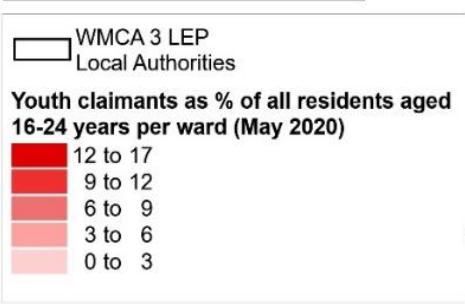 WMCA 3 LEP
Local Authorities
Youth claimants as % of all residents aged
16-24 years per ward (May 2020)
12 to 17
9 to 12
6 to 9
3 to 6
0 to 3